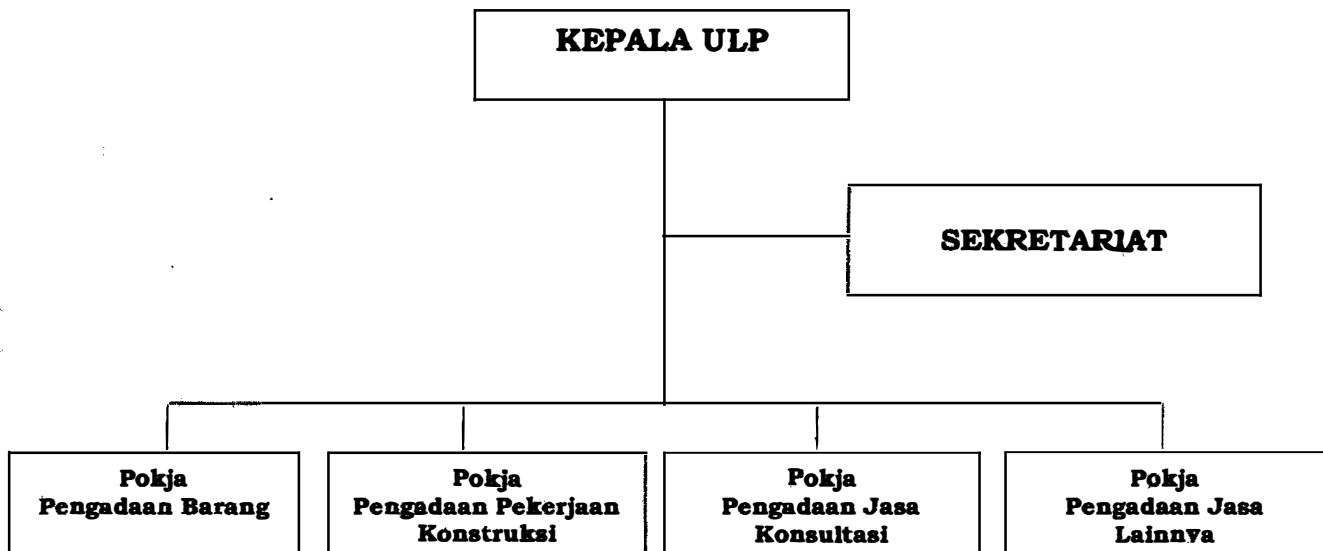 KEPALA ULP
SEKRETARIAT
Pokja
Pengadaan Barang
Pokja
Pengadaan Pekerjaan
Konstruksi
Pokja
Pengadaan Jasa
Konsultasi
Pokja
Pengadaan Jasa
Lainnya